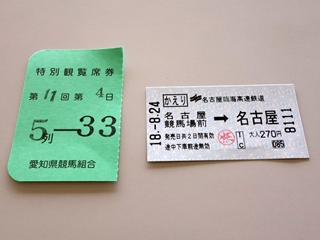 特別観覧席券
第11回第4日
5列―33
愛知県競馬組合
18.-8.24
かえり 名古屋臨海高速鉄道
名古屋競馬場前 → 名古屋
発売日共2日間有効
大人270円
途中下車前途無効
085
8111